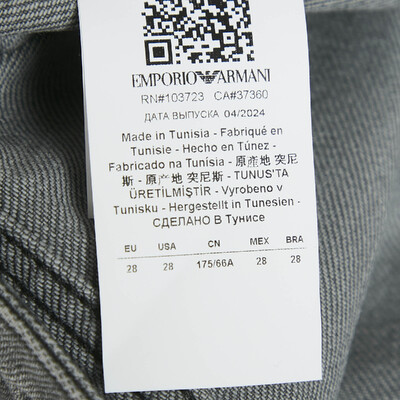 EMPORIO ARMANI
RN#103723 CA#37360
ДАТА ВЫПУСКА 04/2024
Made in Tunisia - Fabriqué en
Tunisie - Hecho en Túnez -
Fabricado na Tunísia - 原產地 突尼
斯 - 原产地 突尼斯 - TUNUS'TA
ÜRETİLMİŞTİR - Vyrobeno v
Tunisku - Hergestellt in Tunesien -
СДЕЛАНО В Тунисе
EU USA CN MEX BRA
28 28 175/66A 28 28